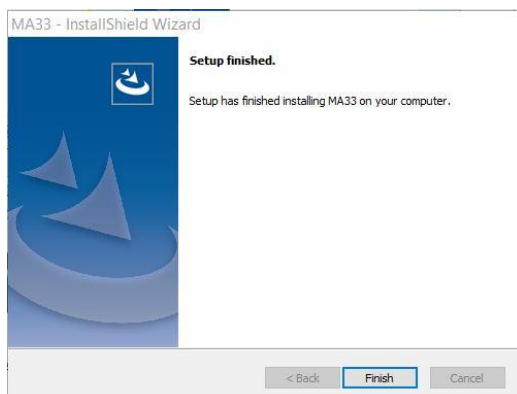 MA33 - InstallShield Wizard
Setup finished.
Setup has finished installing MA33 on your computer.
< Back
Finish
Cancel